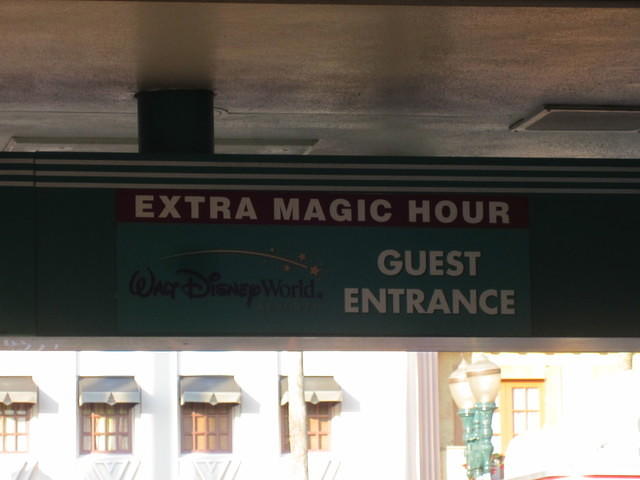 EXTRA MAGIC HOUR
Walt Disney World
GUEST
ENTRANCE